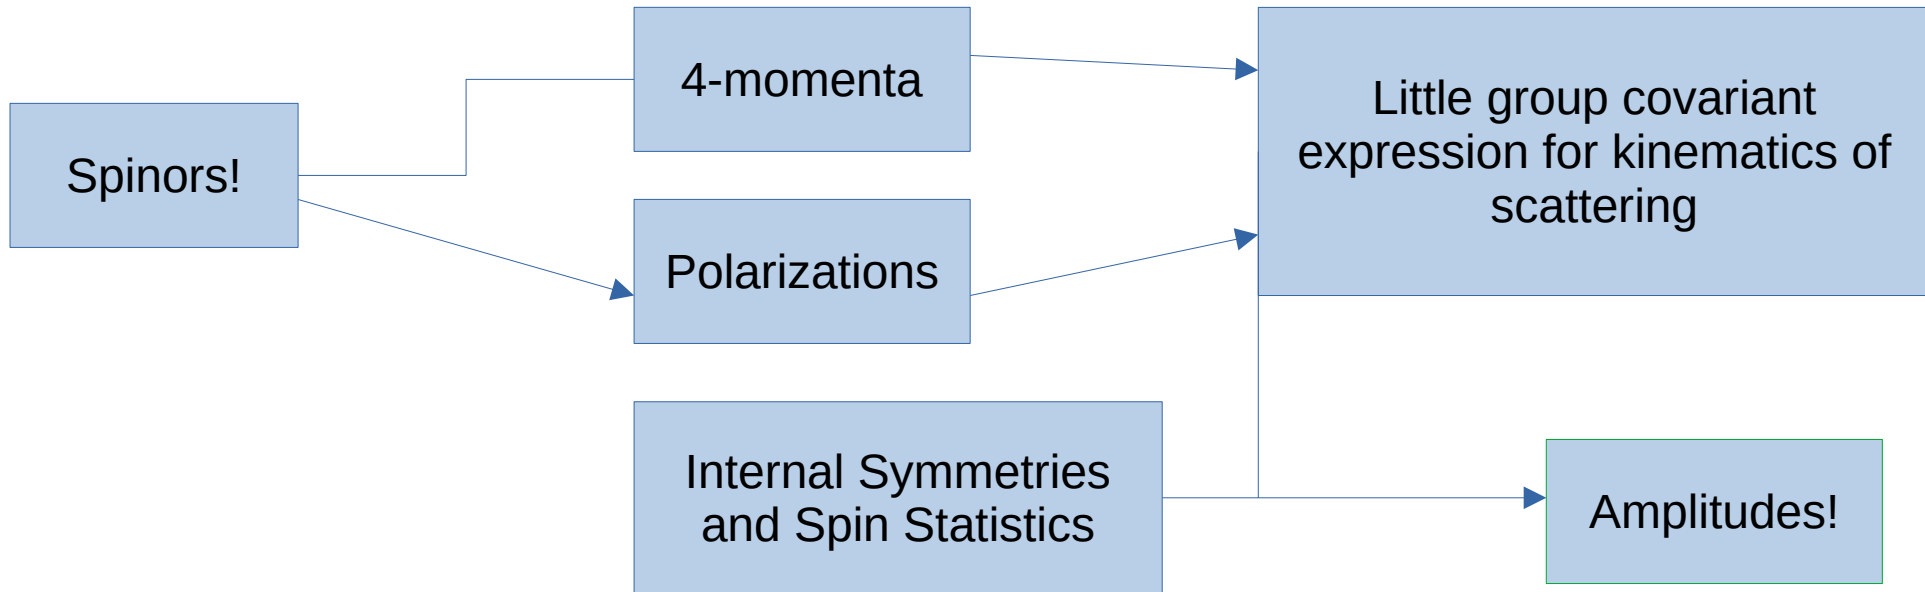 Spinors!
4-momenta
Polarizations
Little group covariant
expression for kinematics of
scattering
Internal Symmetries
and Spin Statistics
Amplitudes!